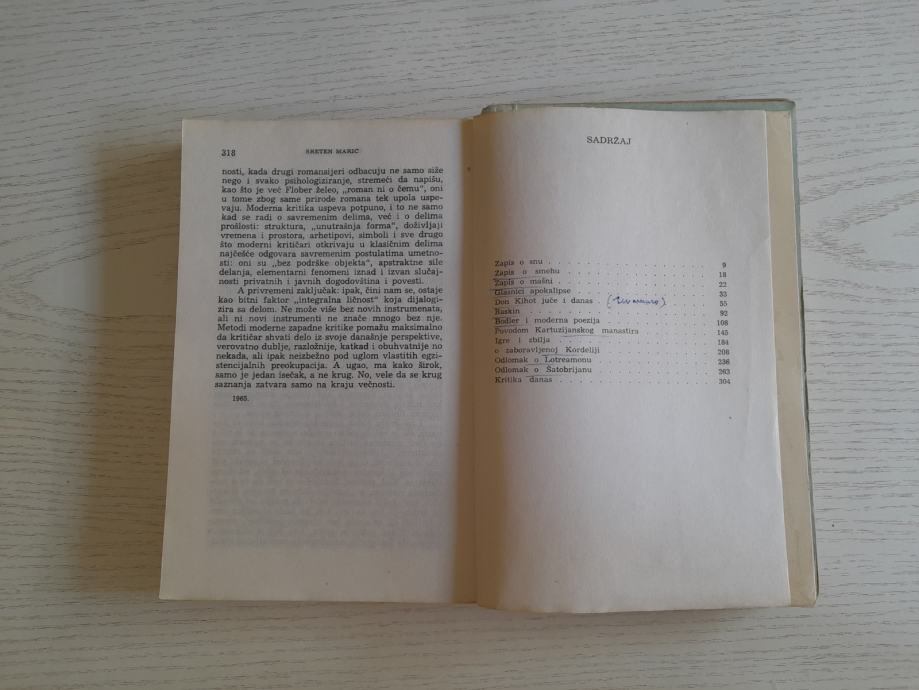 318
SRETEN MARIĆ
nosti, kada drugi romansijeri odbacuju ne samo siže
nego i svako psihologiziranje, stremeći da napišu,
kao što je već Flober želeo, „roman ni o čemu“, oni
u tome zbog same prirode romana tek upola uspe-
vaju. Moderna kritika uspeva potpuno, i to ne samo
kad se radi o savremenim delima, već i o delima
prošlosti: struktura, „unutrašnja forma“, doživljaji
vremena i prostora, arhetipovi, simboli i sve drugo
što moderni kritičari otkrivaju u klasičnim delima
najčešće odgovara savremenim postulatima umetno-
sti: oni su „bez podrške objekta“, apstraktne sile
delanja, elementarni fenomeni iznad i izvan slučaj-
nosti privatnih i javnih dogodovština i povesti.
A privremeni zaključak: ipak, čini nam se, ostaje
kao bitni faktor „integralna ličnost“ koja dijalogi-
zira sa delom. Ne može više bez novih instrumenata,
ali ni novi instrumenti ne znače mnogo bez nje.
Metodi moderne zapadne kritike pomažu maksimalno
da kritičar shvati delo iz svoje današnje perspektive,
verovatno dublje, razložnije, katkad i obuhvatnije no
nekada, ali ipak neizbežno pod uglom vlastitih egzi-
stencijalnih preokupacija. A ugao, ma kako širok,
samo je jedan isečak, a ne krug. No, vele da se krug
saznanja zatvara samo na kraju večnosti.
1965.
SADRŽAJ
Zapis o snu 9
Zapis o smehu 18
Zapis o mašni 22
Glasnici apokalipse 33
Don Kihot juče i danas 55
Raskin 92
Bodler i moderna poezija 108
Povodom Kartuzijanskog manastira 145
Igre i zbilja 184
o zaboravljenoj Kordeliji 208
Odlomak o Lotreamonu 236
Odlomak o Šatobrijanu 263
Kritika danas 304